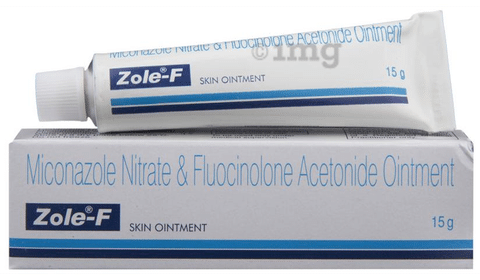 Miconazole Nitrate & Fluocinolone Acetonide Ointment
1mg
Zole®-F SKIN OINTMENT 15 g
Miconazole Nitrate & Fluocinolone Acetonide Ointment
Zole®-F SKIN OINTMENT 15 g